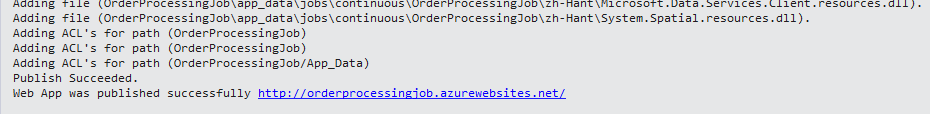 Adding file (OrderProcessingJob\app_data\jobs\continuous\OrderProcessingJob\zh-Hant\Microsoft.Data.Services.Client.resources.dll).
Adding file (OrderProcessingJob\app_data\jobs\continuous\OrderProcessingJob\zh-Hant\System.Spatial.resources.dll).
Adding ACL's for path (OrderProcessingJob)
Adding ACL's for path (OrderProcessingJob)
Adding ACL's for path (OrderProcessingJob/App_Data)
Publish Succeeded.
Web App was published successfully http://orderprocessingjob.azurewebsites.net/